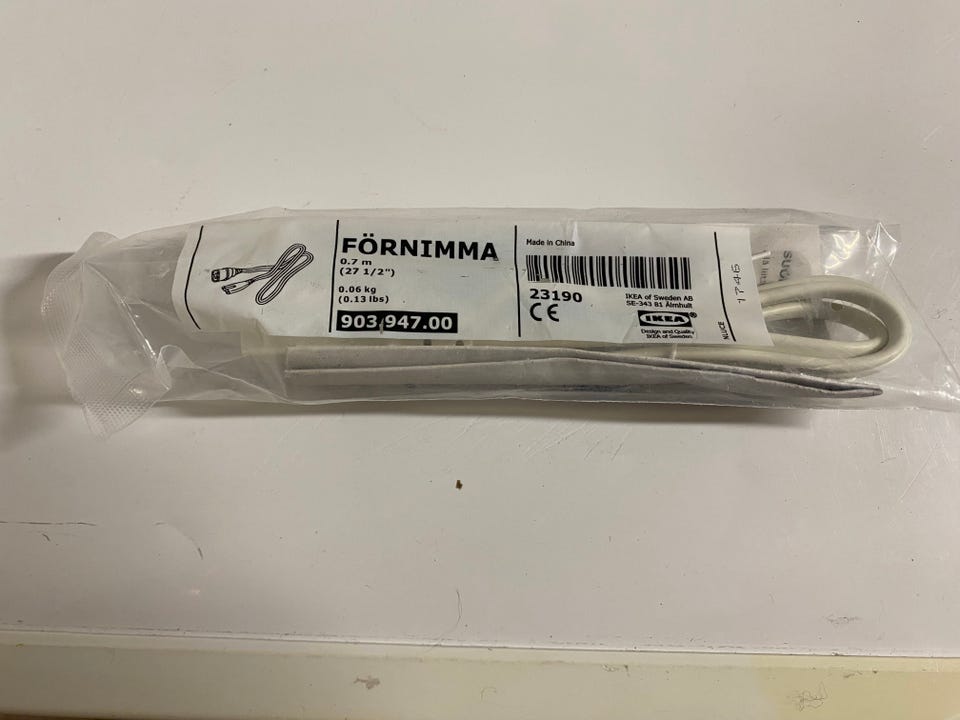 FÖRNIMMA
0.7 m
(27 1/2")
0.06 kg
(0.13 lbs)
903.947.00
Made in China
23190
CE
IKEA of Sweden AB
SE-343 81 Älmhult
IKEA®
Design and Quality
IKEA of Sweden
1746
NLUCE